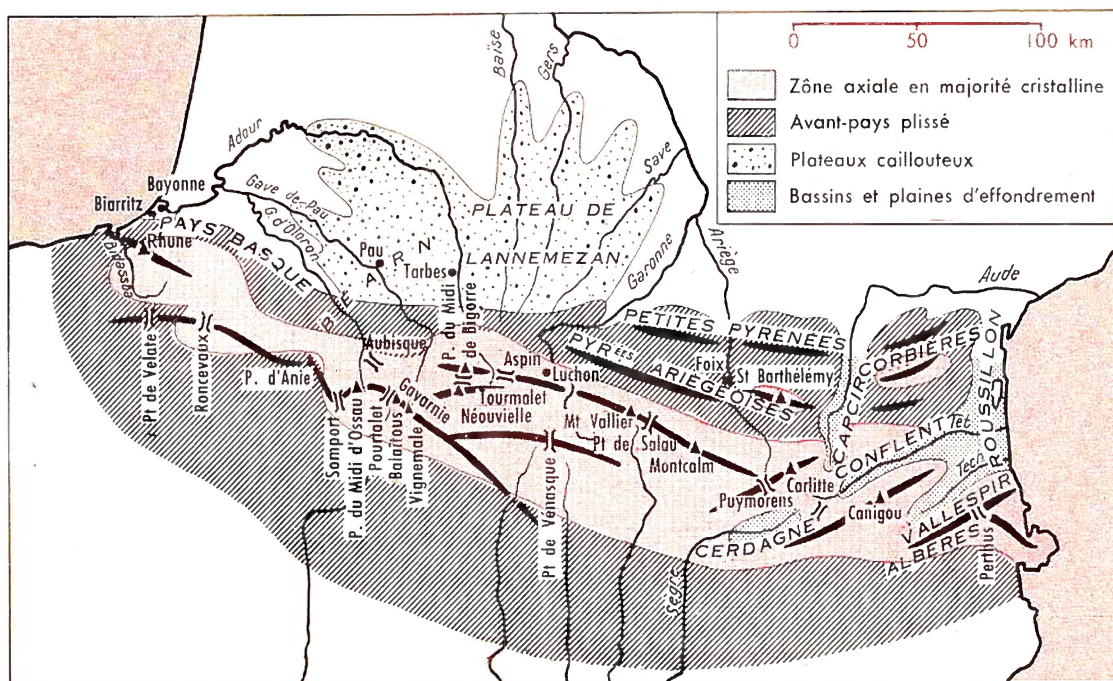 0 50 100 km
Zône axiale en majorité cristalline
Avant-pays plissé
Plateaux caillouteux
Bassins et plaines d'effondrement
Baïse
Gers
Adour
Save
Bayonne
Biarritz
Gave de Pau
G. d'Oloron
PLATEAU DE
LANNEMEZAN
Garonne
Ariège
Aude
PAYS BASQUE
Rhune
BÉARN
Pau
Tarbes
P. du Midi
de Bigorre
PETITES PYRÉNÉES
PYRÉES ARIÉGEOISES
Foix
St Barthélemy
CORBIÈRES
CAPCIR
ROUSSILLON
Aubisque
Aspin
Luchon
Pt de Velate
Roncevaux
P. d'Anie
Gavarnie
Tourmalet
Néouvielle
Mt Vallier
Pt de Salau
Montcalm
CONFLENT
Têt
Tech
Somport
P. du Midi d'Ossau
Pourtalet
Balaïtous
Vignemale
Pt de Vénasque
Puymorens
Carlitte
Canigou
CERDAGNE
VALLESPIR
ALBÈRES
Perthus
Sègre